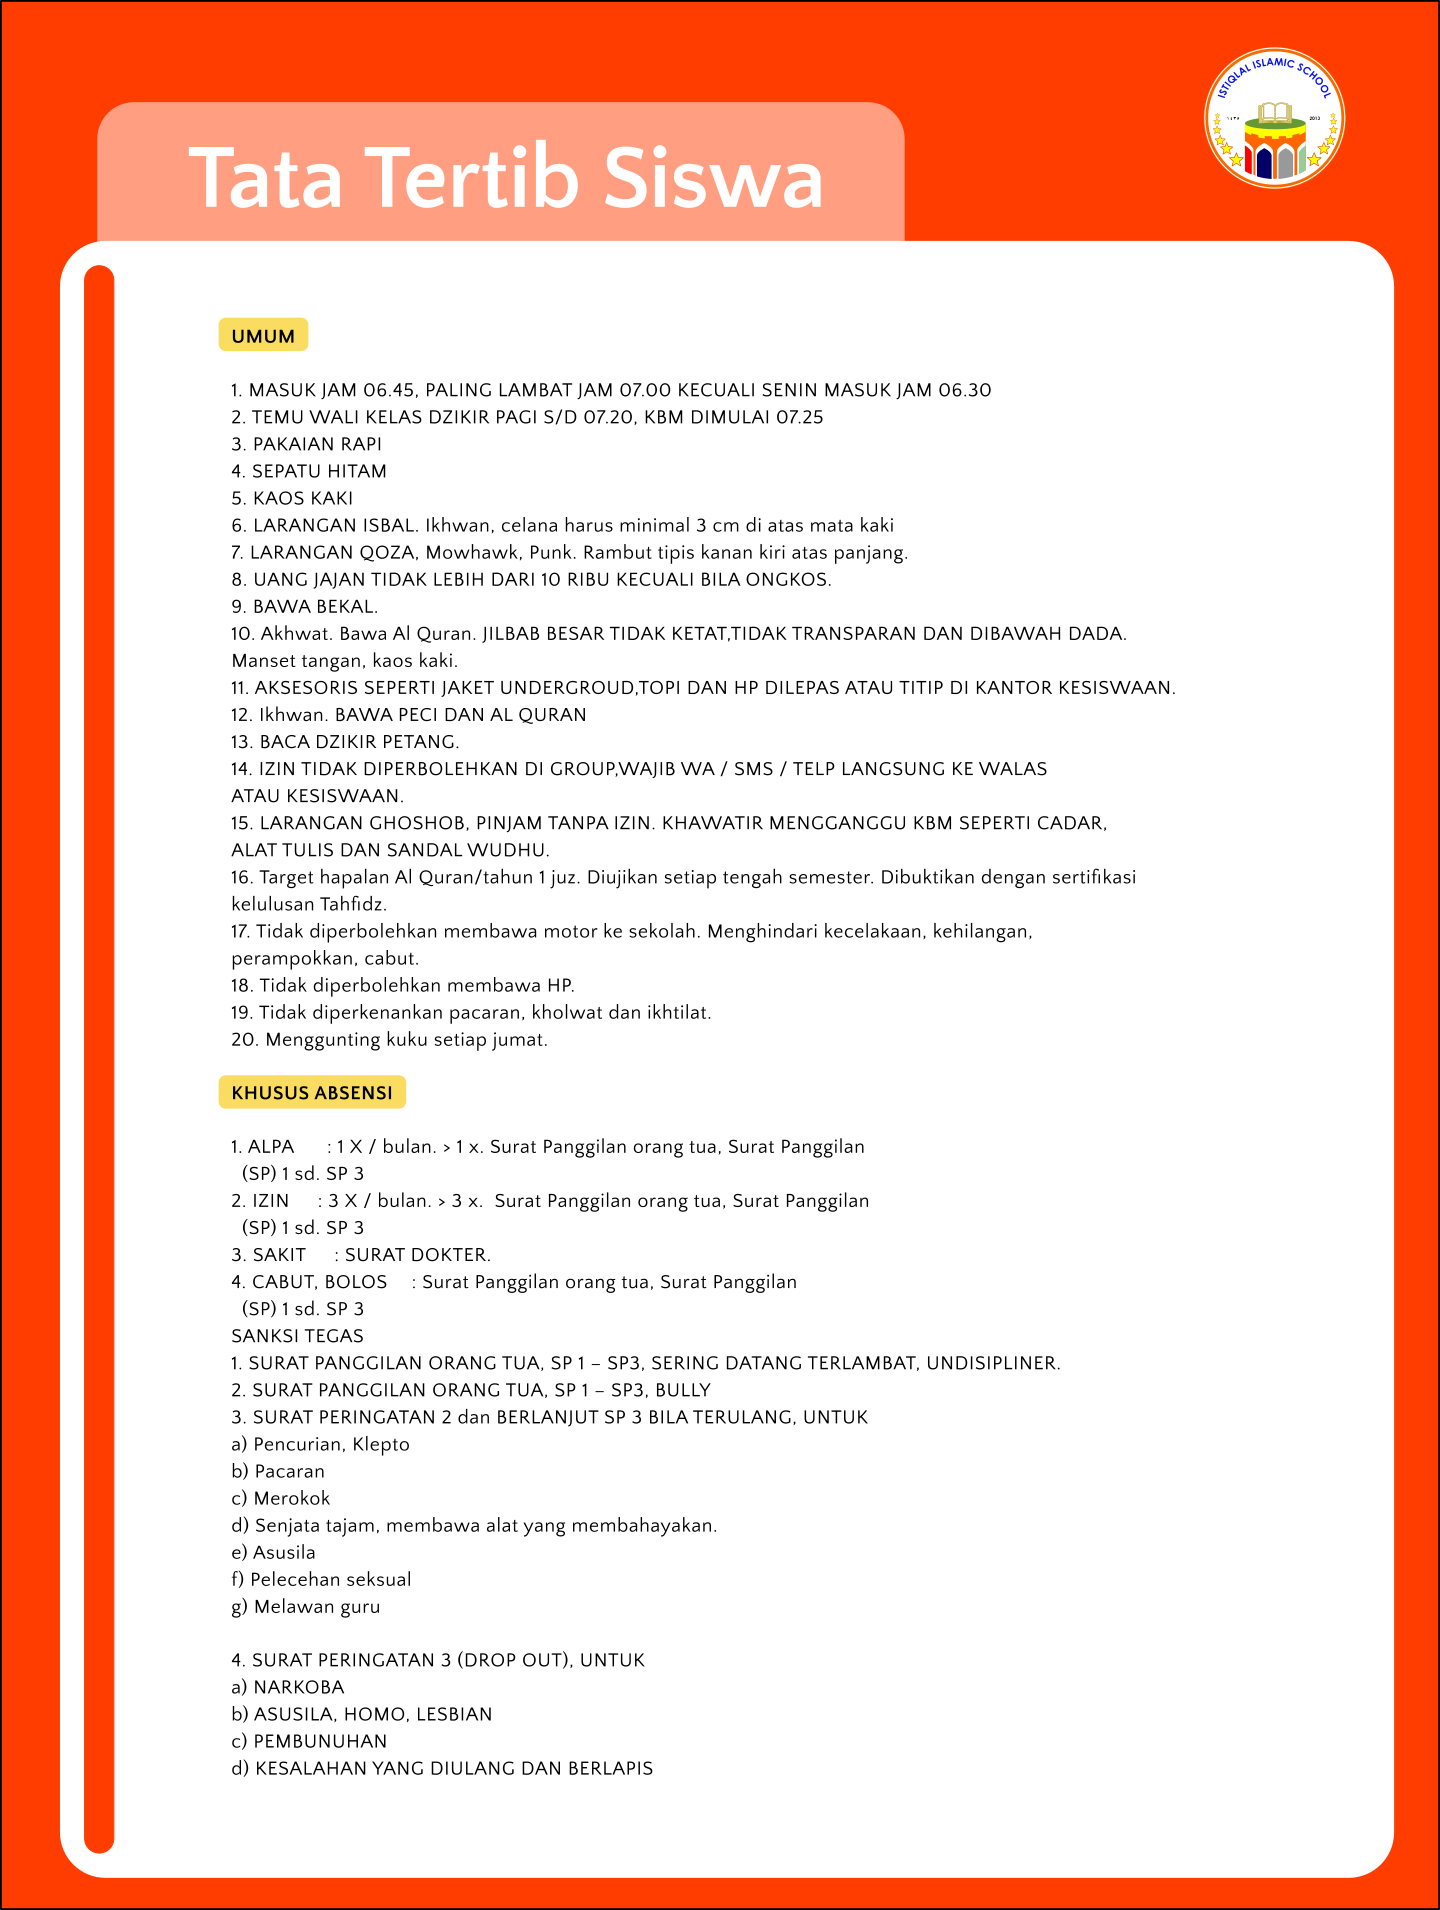 ISTIQLAL ISLAMIC SCHOOL
2013
Tata Tertib Siswa
UMUM
1. MASUK JAM 06.45, PALING LAMBAT JAM 07.00 KECUALI SENIN MASUK JAM 06.30
2. TEMU WALI KELAS DZIKIR PAGI S/D 07.20, KBM DIMULAI 07.25
3. PAKAIAN RAPI
4. SEPATU HITAM
5. KAOS KAKI
6. LARANGAN ISBAL. Ikhwan, celana harus minimal 3 cm di atas mata kaki
7. LARANGAN QOZA, Mowhawk, Punk. Rambut tipis kanan kiri atas panjang.
8. UANG JAJAN TIDAK LEBIH DARI 10 RIBU KECUALI BILA ONGKOS.
9. BAWA BEKAL.
10. Akhwat. Bawa Al Quran. JILBAB BESAR TIDAK KETAT,TIDAK TRANSPARAN DAN DIBAWAH DADA.
Manset tangan, kaos kaki.
11. AKSESORIS SEPERTI JAKET UNDERGROUD,TOPI DAN HP DILEPAS ATAU TITIP DI KANTOR KESISWAAN.
12. Ikhwan. BAWA PECI DAN AL QURAN
13. BACA DZIKIR PETANG.
14. IZIN TIDAK DIPERBOLEHKAN DI GROUP,WAJIB WA / SMS / TELP LANGSUNG KE WALAS
ATAU KESISWAAN.
15. LARANGAN GHOSHOB, PINJAM TANPA IZIN. KHAWATIR MENGGANGGU KBM SEPERTI CADAR,
ALAT TULIS DAN SANDAL WUDHU.
16. Target hapalan Al Quran/tahun 1 juz. Diujikan setiap tengah semester. Dibuktikan dengan sertifikasi
kelulusan Tahfidz.
17. Tidak diperbolehkan membawa motor ke sekolah. Menghindari kecelakaan, kehilangan,
perampokkan, cabut.
18. Tidak diperbolehkan membawa HP.
19. Tidak diperkenankan pacaran, kholwat dan ikhtilat.
20. Menggunting kuku setiap jumat.
KHUSUS ABSENSI
1. ALPA : 1 X / bulan. > 1 x. Surat Panggilan orang tua, Surat Panggilan
(SP) 1 sd. SP 3
2. IZIN : 3 X / bulan. > 3 x. Surat Panggilan orang tua, Surat Panggilan
(SP) 1 sd. SP 3
3. SAKIT : SURAT DOKTER.
4. CABUT, BOLOS : Surat Panggilan orang tua, Surat Panggilan
(SP) 1 sd. SP 3
SANKSI TEGAS
1. SURAT PANGGILAN ORANG TUA, SP 1 – SP3, SERING DATANG TERLAMBAT, UNDISIPLINER.
2. SURAT PANGGILAN ORANG TUA, SP 1 – SP3, BULLY
3. SURAT PERINGATAN 2 dan BERLANJUT SP 3 BILA TERULANG, UNTUK
a) Pencurian, Klepto
b) Pacaran
c) Merokok
d) Senjata tajam, membawa alat yang membahayakan.
e) Asusila
f) Pelecehan seksual
g) Melawan guru
4. SURAT PERINGATAN 3 (DROP OUT), UNTUK
a) NARKOBA
b) ASUSILA, HOMO, LESBIAN
c) PEMBUNUHAN
d) KESALAHAN YANG DIULANG DAN BERLAPIS